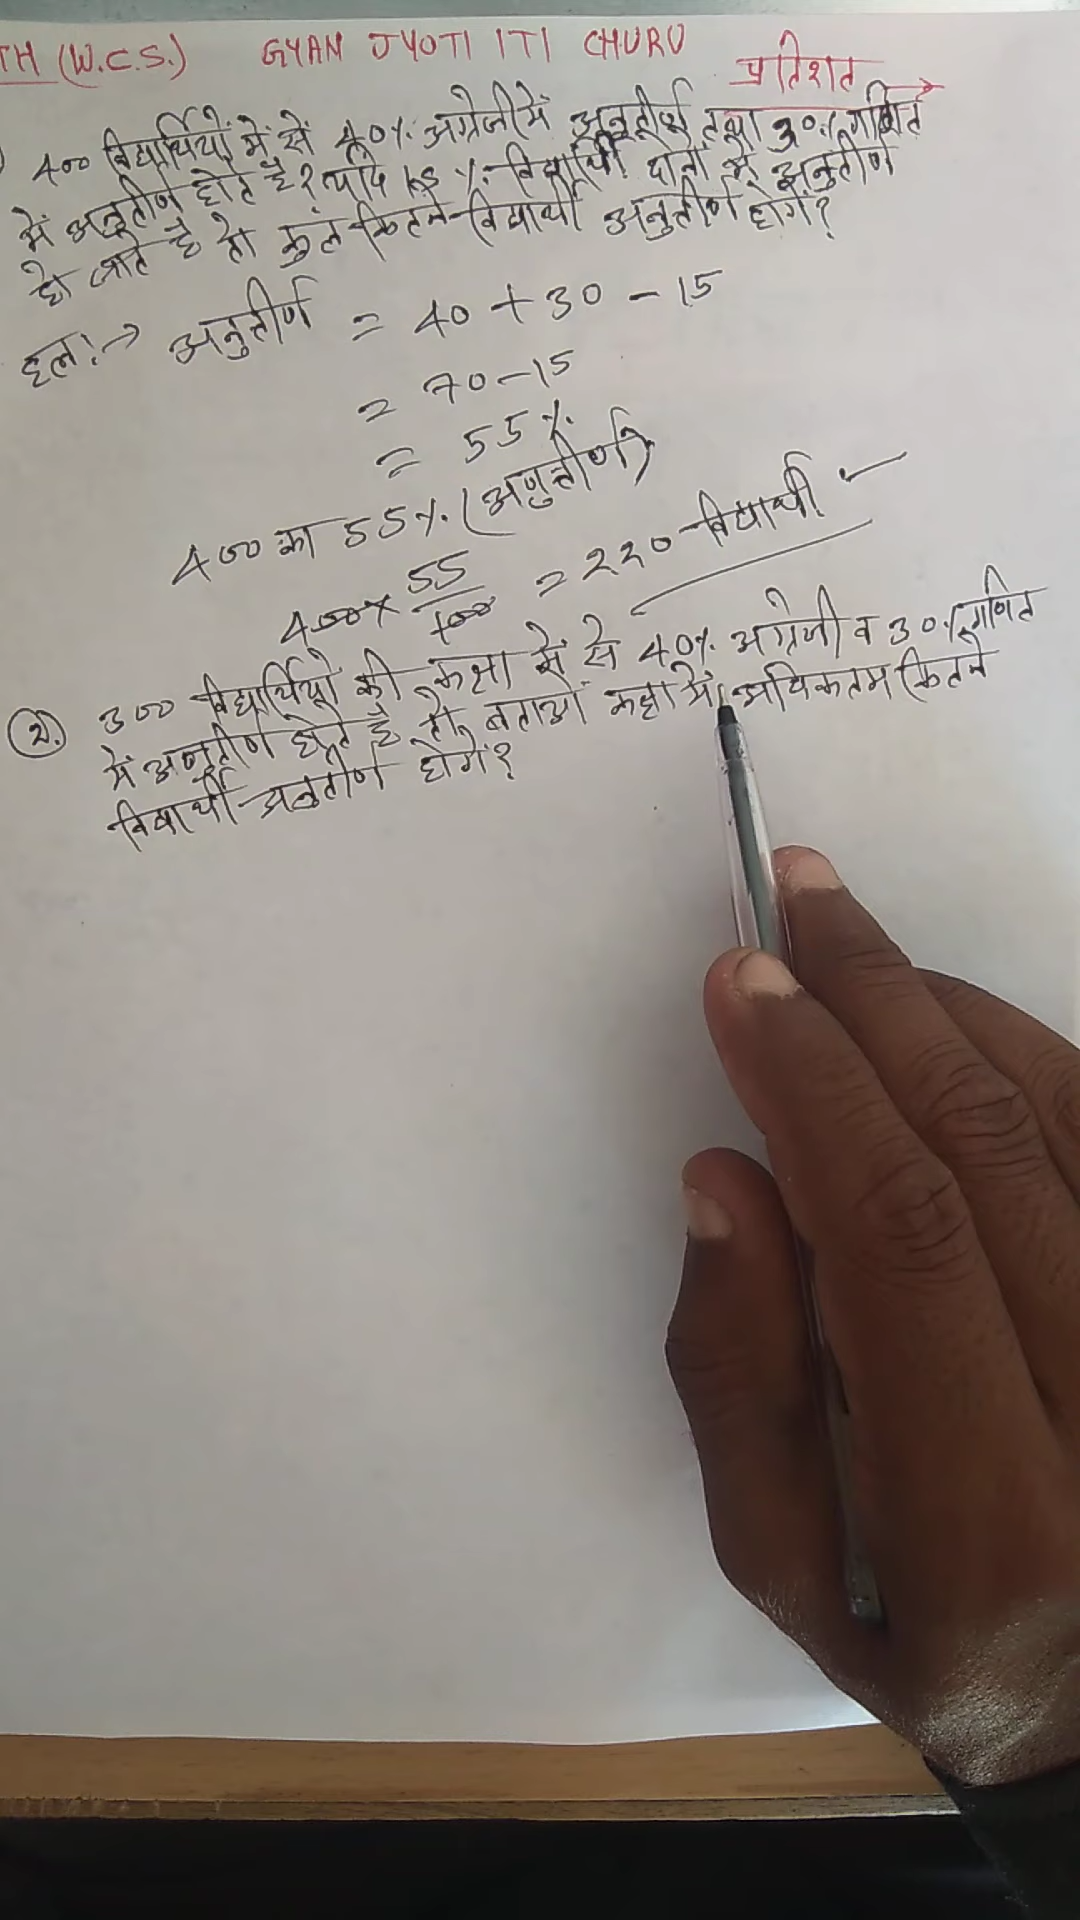 TH (W.C.S.) GYAN JYOTI ITI CHURU
प्रतिशत
400 विद्यार्थियों में से 40% अंग्रेजी में अनुतीर्ण तथा 30% गणित
में अनुतीर्ण होते है? यदि 15 % विद्यार्थी दोनों में अनुतीर्ण
हो जाते है तो कुल कितने विद्यार्थी अनुतीर्ण होगें?
हल:→ अनुतीर्ण = 40 + 30 - 15
= 70-15
= 55%
400 का 55% (अणुत्तीर्ण)
400 × 55/100 = 220 विद्यार्थी
2. 300 विद्यार्थियों की कक्षा में से 40% अंग्रेजी व 30% गणित
में अनुतीर्ण होते है तो, बताओ कक्षा में अधिकतम कितने
विद्यार्थी अनुतीर्ण होगें?